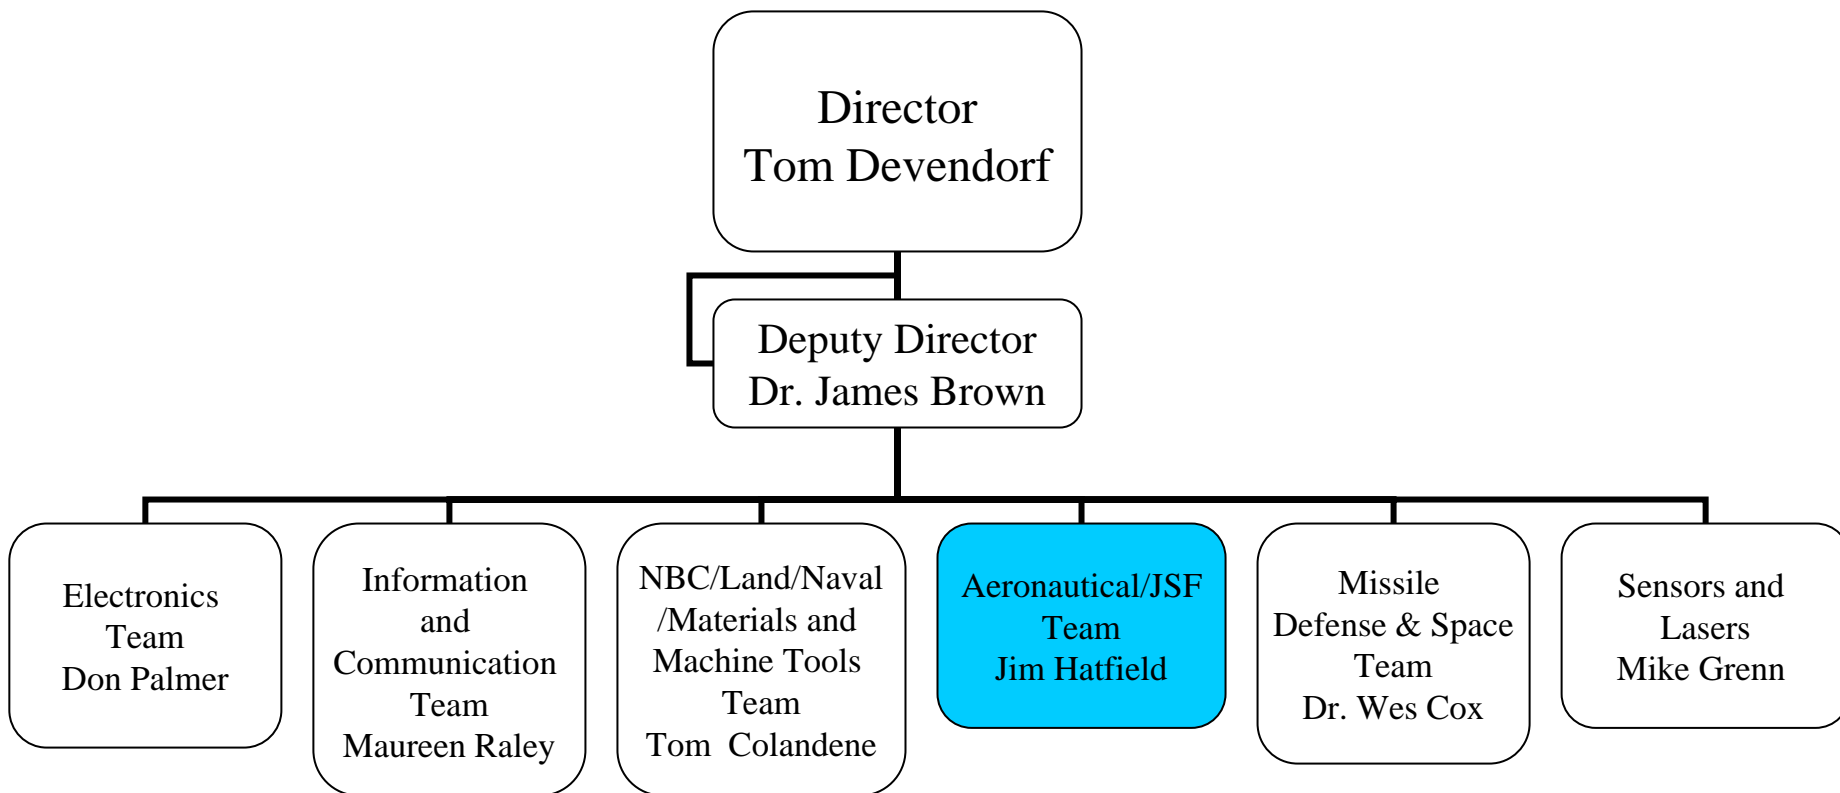 Director
Tom Devendorf
Deputy Director
Dr. James Brown
Electronics
Team
Don Palmer
Information
and
Communication
Team
Maureen Raley
NBC/Land/Naval
/Materials and
Machine Tools
Team
Tom  Colandene
Aeronautical/JSF
Team
Jim Hatfield
Missile
Defense & Space
Team
Dr. Wes Cox
Sensors and
Lasers
Mike Grenn